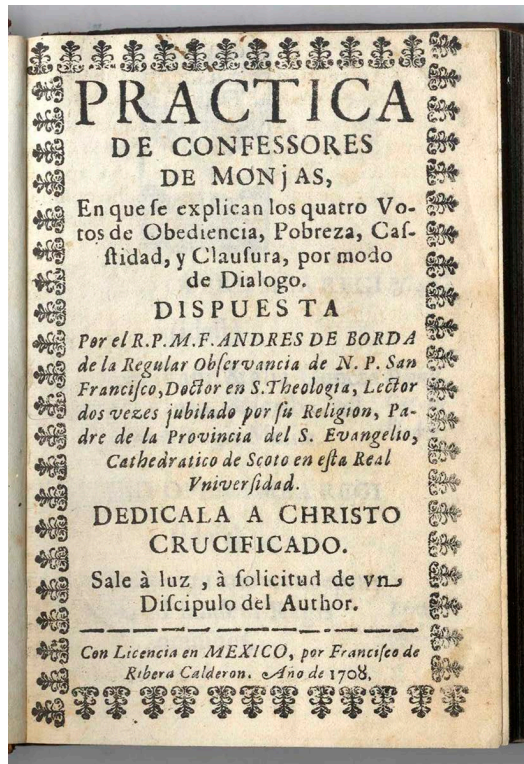 PRACTICA
DE CONFESSORES
DE MONjAS,
En que ſe explican los quatro Vo-
tos de Obediencia, Pobreza, Caſ-
ſtidad, y Clauſura, por modo
de Dialogo.
DISPUESTA
Por el R.P.M.F. ANDRES DE BORDA
de la Regular Obſervancia de N. P. San
Franciſco, Doctor en S. Theologia, Lector
dos vezes jubilado por ſu Religion, Pa-
dre de la Provincia del S. Evangelio,
Cathedratico de Scoto en eſta Real
Vniverſidad.
DEDICALA A CHRISTO
CRUCIFICADO.
Sale à luz, à ſolicitud de vn
Diſcipulo del Author.
Con Licencia en MEXICO, por Franciſco de
Ribera Calderon. Año de 1708.